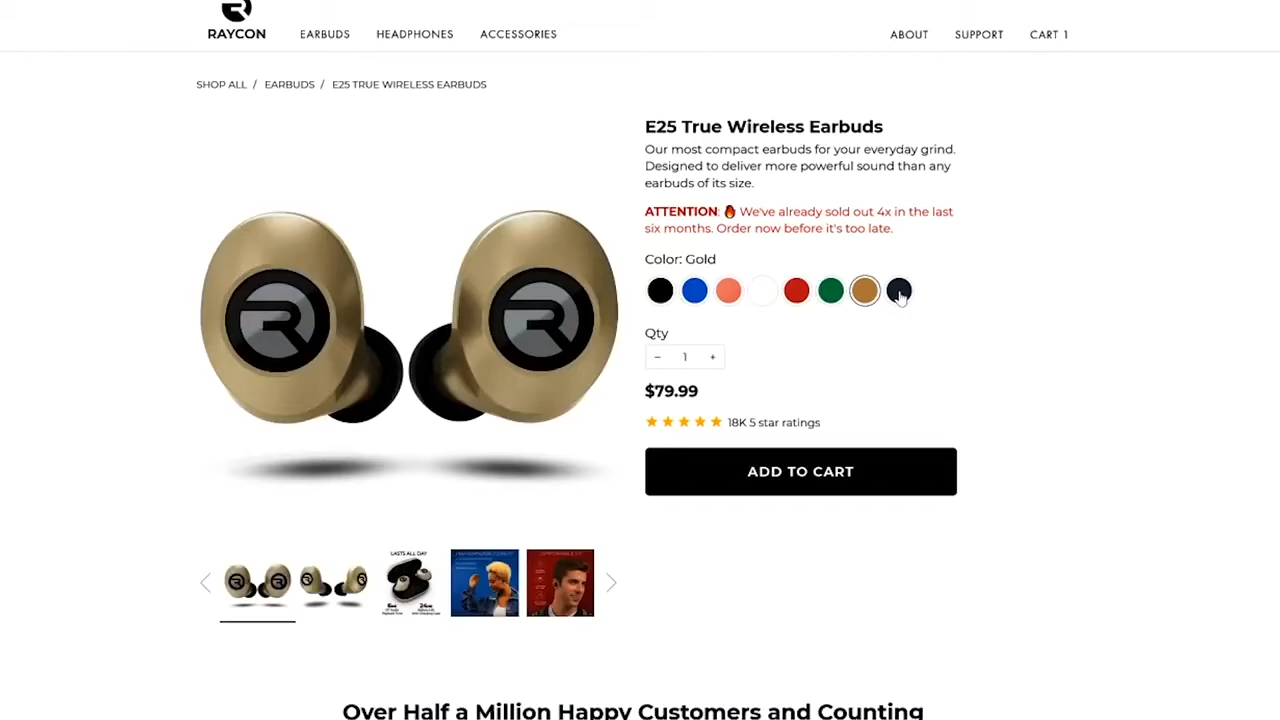 RAYCON
EARBUDS
HEADPHONES
ACCESSORIES
ABOUT
SUPPORT
CART 1
SHOP ALL / EARBUDS / E25 TRUE WIRELESS EARBUDS
E25 True Wireless Earbuds
Our most compact earbuds for your everyday grind.
Designed to deliver more powerful sound than any
earbuds of its size.
ATTENTION: 🔥 We've already sold out 4x in the last
six months. Order now before it's too late.
Color: Gold
Qty
− 1 +
$79.99
18K 5 star ratings
ADD TO CART
LASTS ALL DAY
Over Half a Million Happy Customers and Counting